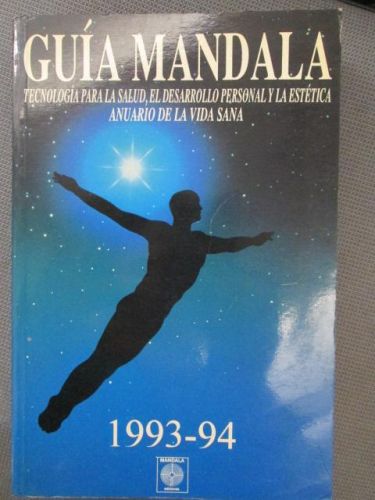 GUÍA MANDALA
TECNOLOGÍA PARA LA SALUD, EL DESARROLLO PERSONAL Y LA ESTÉTICA
ANUARIO DE LA VIDA SANA
1993-94
MANDALA
ediciones